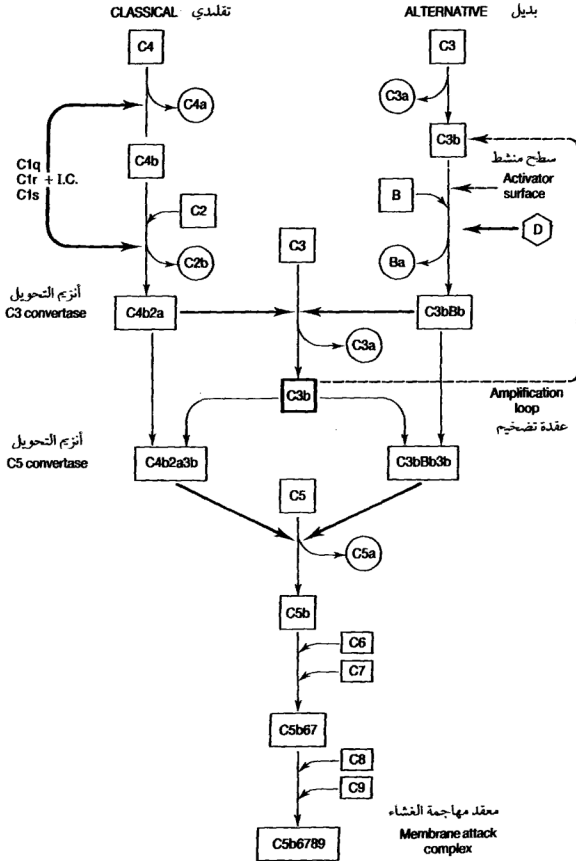 CLASSICAL تقليدي
ALTERNATIVE بديل
C4
C3
C4a
C3a
C3b
سطح منشط
Activator
surface
C1q
C1r + I.C.
C1s
C4b
C2
B
D
C3
C2b
Ba
أنزيم التحويل
C3 convertase
C4b2a
C3bBb
C3a
C3b
Amplification
loop
عقدة تضخيم
أنزيم التحويل
C5 convertase
C4b2a3b
C3bBb3b
C5
C5a
C5b
C6
C7
C5b67
C8
C9
معقد مهاجمة الغشاء
Membrane attack
complex
C5b6789